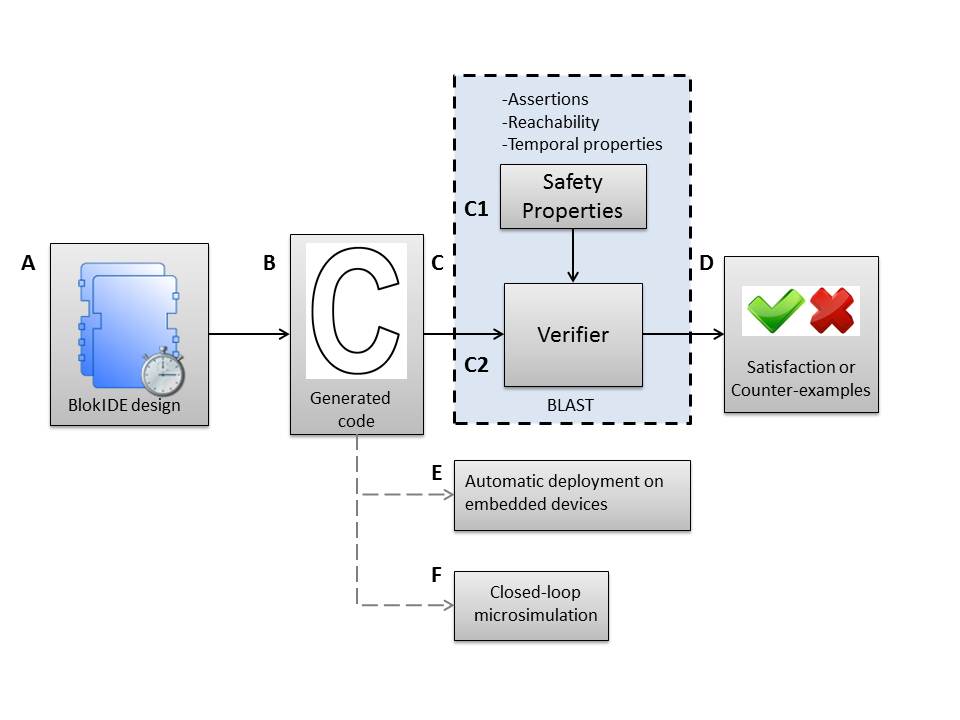 -Assertions
-Reachability
-Temporal properties
Safety
Properties
C1
A
B
C
D
C
Verifier
C2
BlokIDE design
Generated
code
BLAST
Satisfaction or
Counter-examples
E
Automatic deployment on
embedded devices
F
Closed-loop
microsimulation